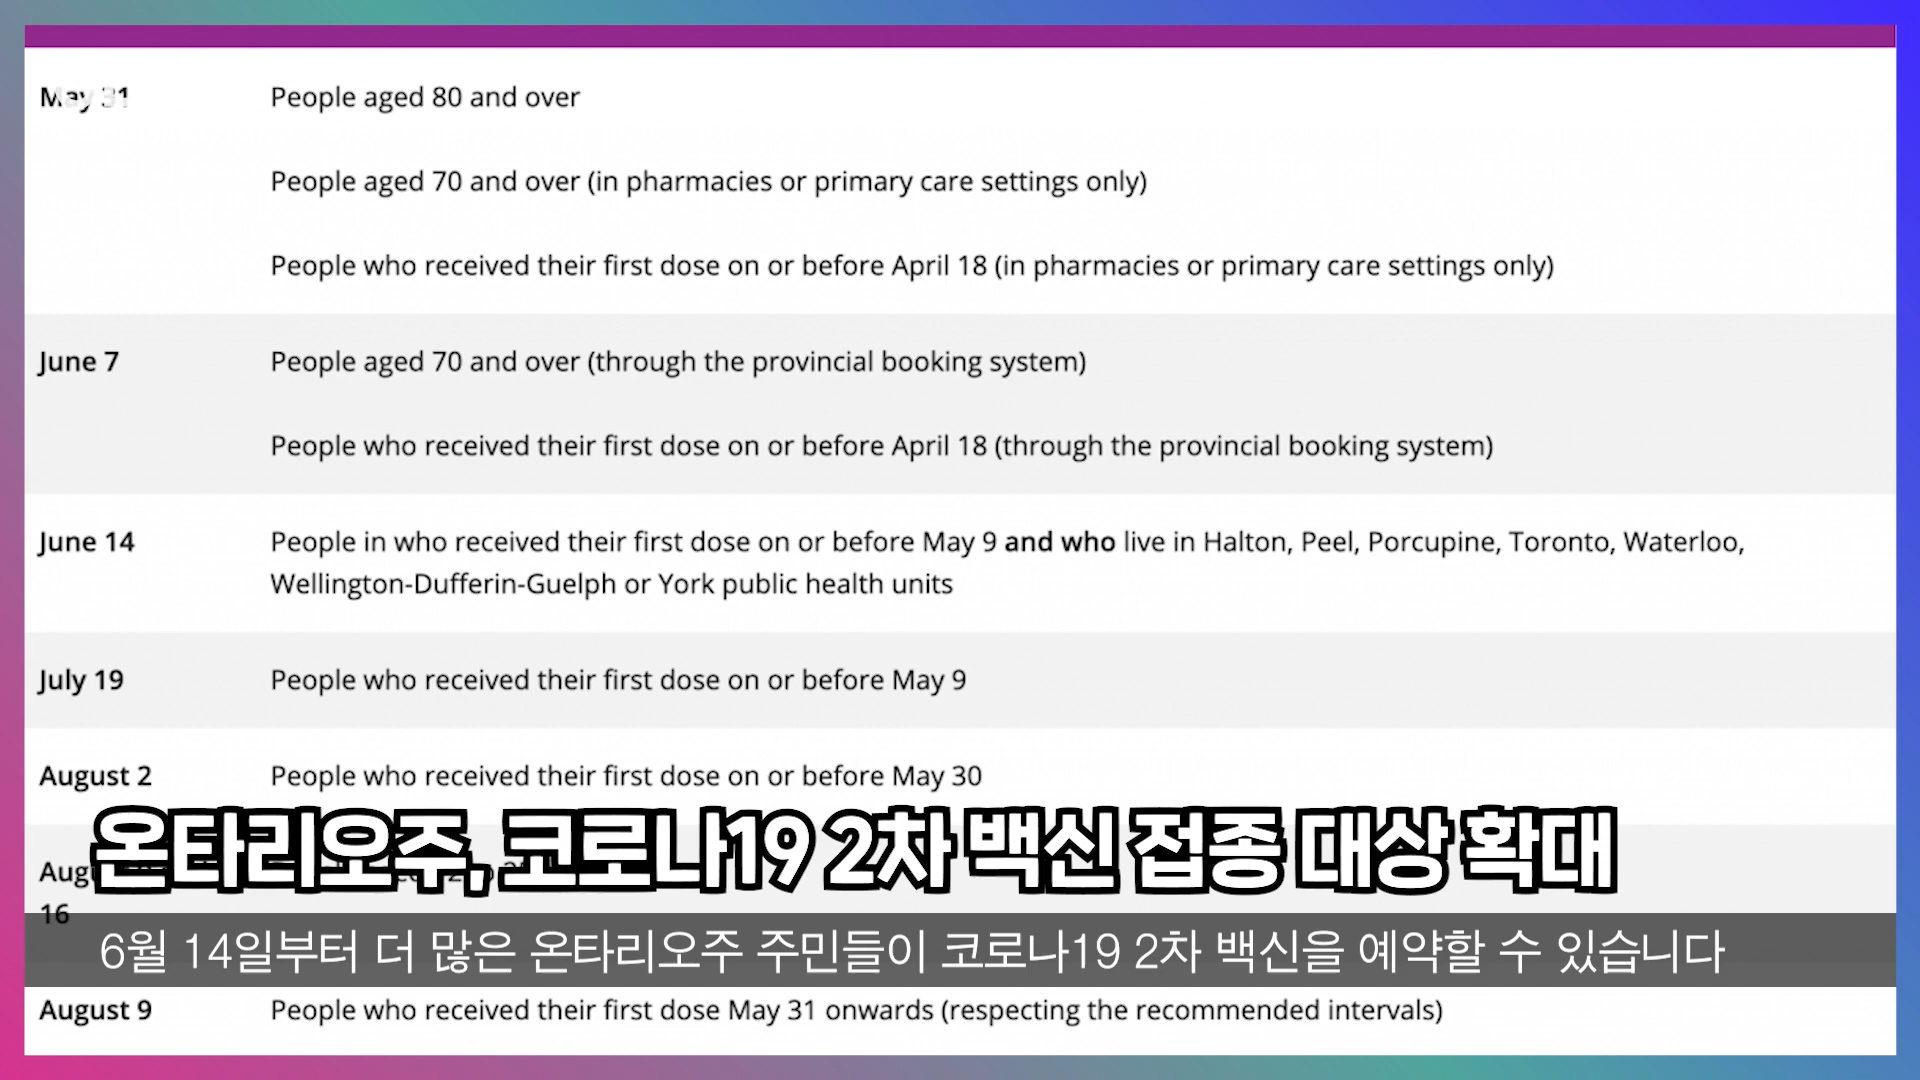 May 31
People aged 80 and over
People aged 70 and over (in pharmacies or primary care settings only)
People who received their first dose on or before April 18 (in pharmacies or primary care settings only)
June 7
People aged 70 and over (through the provincial booking system)
People who received their first dose on or before April 18 (through the provincial booking system)
June 14
People in who received their first dose on or before May 9 and who live in Halton, Peel, Porcupine, Toronto, Waterloo,
Wellington-Dufferin-Guelph or York public health units
July 19
People who received their first dose on or before May 9
August 2
People who received their first dose on or before May 30
온타리오주, 코로나19 2차 백신 접종 대상 확대
16
6월 14일부터 더 많은 온타리오주 주민들이 코로나19 2차 백신을 예약할 수 있습니다
August 9
People who received their first dose May 31 onwards (respecting the recommended intervals)